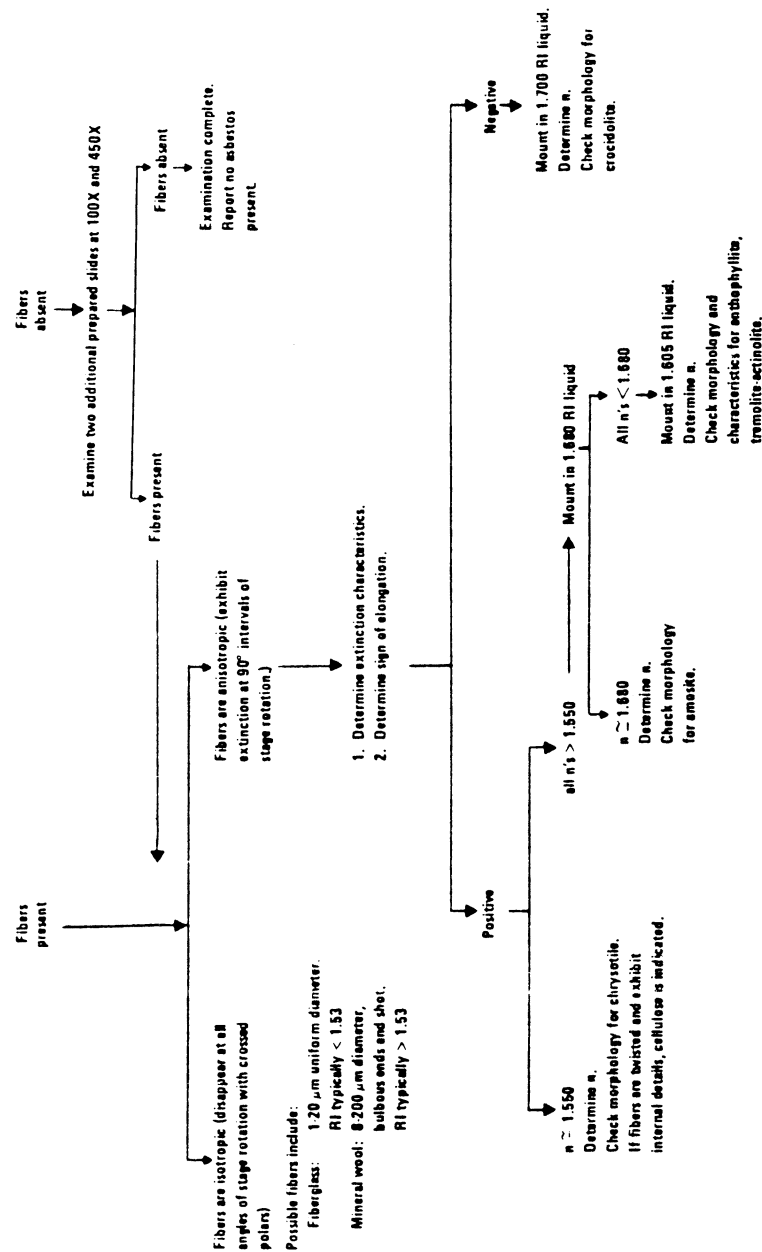 Fibers
present
Fibers
absent
Examine two additional prepared slides at 100X and 450X
Fibers present
Fibers absent
Examination complete.
Report no asbestos
present.
Fibers are isotropic (disappear at all
angles of stage rotation with crossed
polars)
Possible fibers include:
Fiberglass: 1-20 μm uniform diameter.
RI typically < 1.53
Mineral wool: 8-200 μm diameter,
bulbous ends and shot.
RI typically > 1.53
Fibers are anisotropic (exhibit
extinction at 90° intervals of
stage rotation.)
1. Determine extinction characteristics.
2. Determine sign of elongation.
Positive
Negative
Mount in 1.700 RI liquid.
Determine n.
Check morphology for
crocidolite.
n ≃ 1.550
Determine n.
Check morphology for chrysotile.
If fibers are twisted and exhibit
internal details, cellulose is indicated.
all n's > 1.550
Mount in 1.680 RI liquid
n ≃ 1.680
Determine n.
Check morphology
for amosite.
All n's < 1.680
Mount in 1.605 RI liquid.
Determine n.
Check morphology and
characteristics for anthophyllite,
tremolite-actinolite.